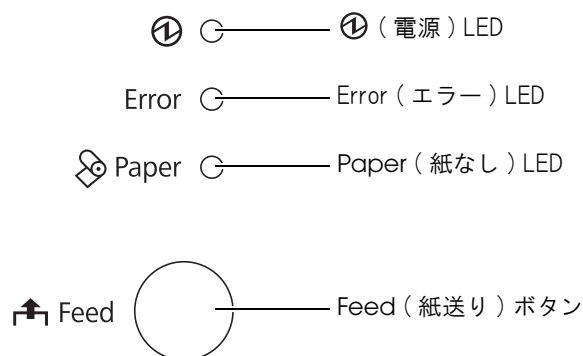 ( 電源 ) LED
Error Error ( エラー ) LED
Paper Paper ( 紙なし ) LED
Feed Feed ( 紙送り ) ボタン